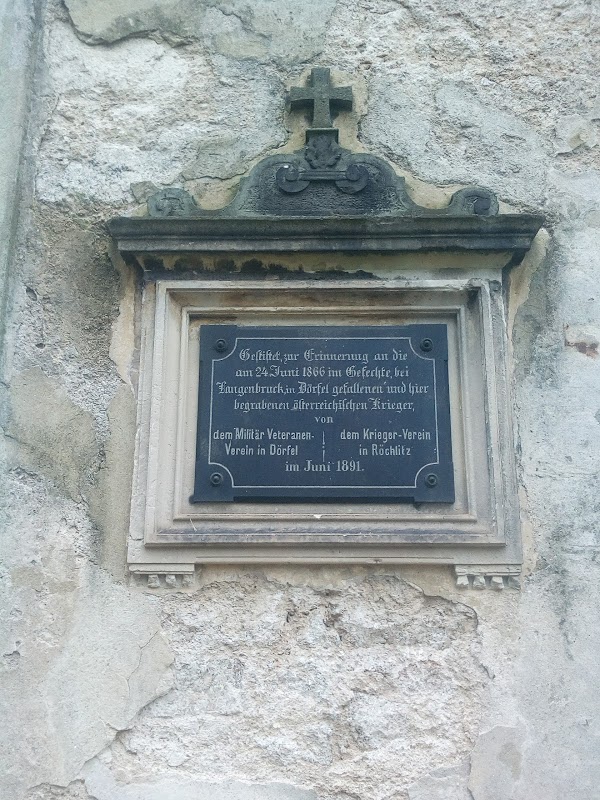 Gestiftet, zur Erinnerung an die
am 24. Juni 1866 im Gefechte, bei
Langenbruck, in Dörfel gefallenen und hier
begrabenen österreichischen Krieger,
von
dem Militär Veteranen-
Verein in Dörfel
dem Krieger-Verein
in Röchlitz
im Juni 1891.